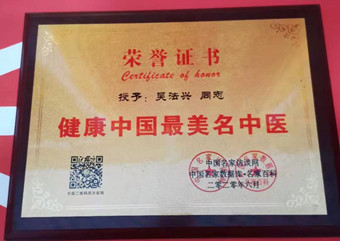 荣誉证书
Certificate of honor
授予：吴法兴 同志
健康中国最美名中医
中国名家访谈网
中国名家数据库·名家百科
二零二零年六月